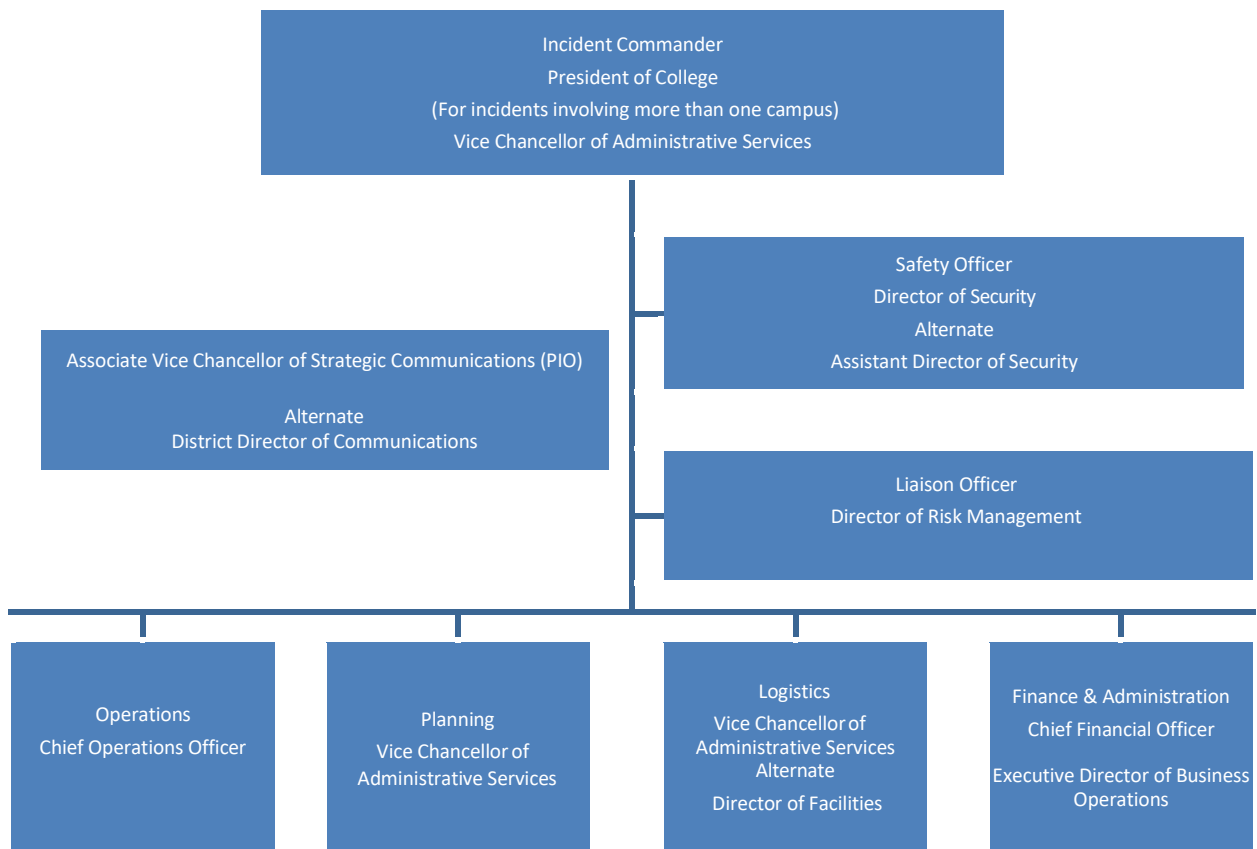 Incident Commander
President of College
(For incidents involving more than one campus)
Vice Chancellor of Administrative Services
Safety Officer
Director of Security
Alternate
Assistant Director of Security
Associate Vice Chancellor of Strategic Communications (PIO)
Alternate
District Director of Communications
Liaison Officer
Director of Risk Management
Operations
Chief Operations Officer
Planning
Vice Chancellor of
Administrative Services
Logistics
Vice Chancellor of
Administrative Services
Alternate
Director of Facilities
Finance & Administration
Chief Financial Officer
Executive Director of Business
Operations